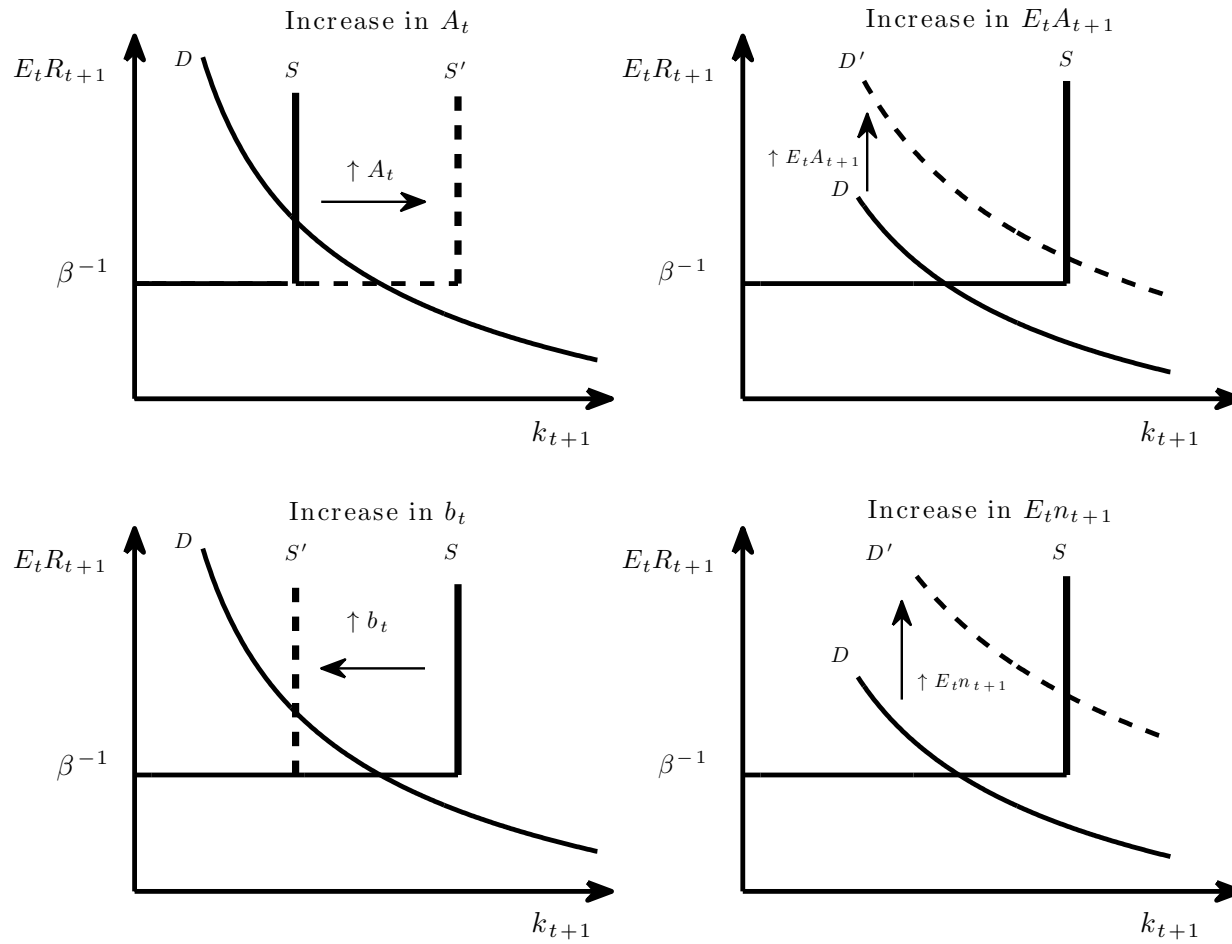 Increase in $A_t$
$E_tR_{t+1}$
D
S
S′
↑ $A_t$
$β^{-1}$
$k_{t+1}$
Increase in $E_tA_{t+1}$
$E_tR_{t+1}$
D′
S
↑ $E_tA_{t+1}$
D
$β^{-1}$
$k_{t+1}$
Increase in $b_t$
$E_tR_{t+1}$
D
S′
S
↑ $b_t$
$β^{-1}$
$k_{t+1}$
Increase in $E_tn_{t+1}$
$E_tR_{t+1}$
D′
S
D
↑ $E_tn_{t+1}$
$β^{-1}$
$k_{t+1}$